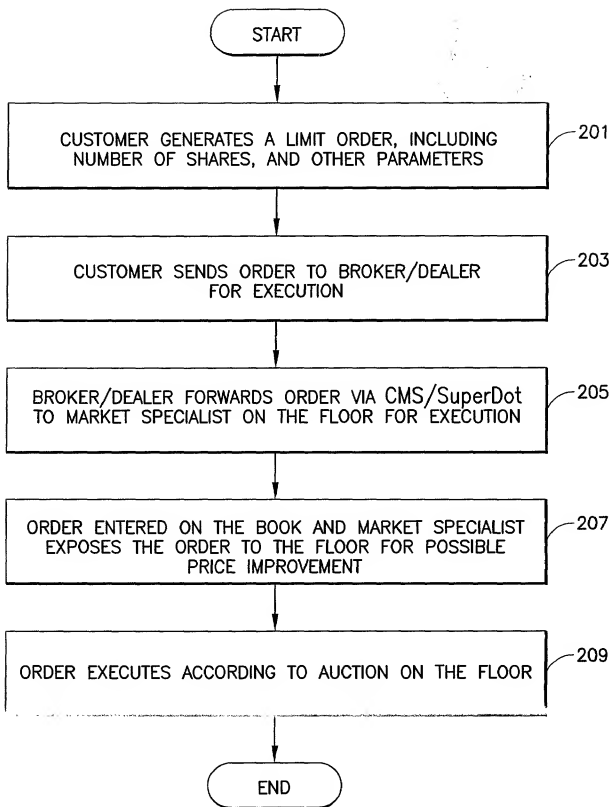 START
CUSTOMER GENERATES A LIMIT ORDER, INCLUDING
NUMBER OF SHARES, AND OTHER PARAMETERS
201
CUSTOMER SENDS ORDER TO BROKER/DEALER
FOR EXECUTION
203
BROKER/DEALER FORWARDS ORDER VIA CMS/SuperDot
TO MARKET SPECIALIST ON THE FLOOR FOR EXECUTION
205
ORDER ENTERED ON THE BOOK AND MARKET SPECIALIST
EXPOSES THE ORDER TO THE FLOOR FOR POSSIBLE
PRICE IMPROVEMENT
207
ORDER EXECUTES ACCORDING TO AUCTION ON THE FLOOR
209
END